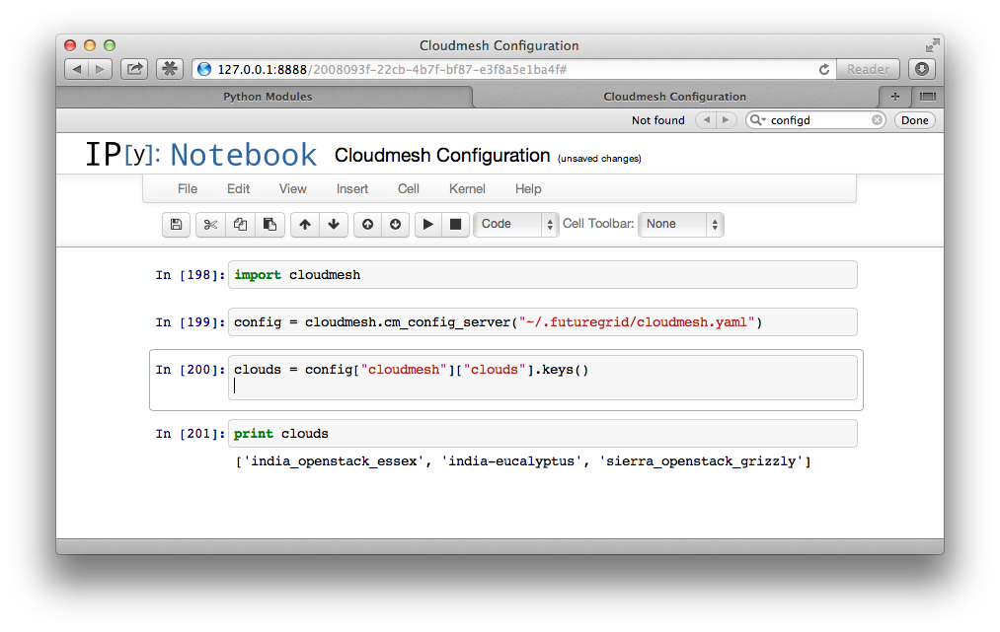 Cloudmesh Configuration
127.0.0.1:8888/2008093f-22cb-4b7f-bf87-e3f8a5e1ba4f# Reader
Python Modules Cloudmesh Configuration +
Not found configd Done
IP[y]: Notebook Cloudmesh Configuration (unsaved changes)
File Edit View Insert Cell Kernel Help
Code Cell Toolbar: None
In [198]: import cloudmesh
In [199]: config = cloudmesh.cm_config_server("~/.futuregrid/cloudmesh.yaml")
In [200]: clouds = config["cloudmesh"]["clouds"].keys()
In [201]: print clouds
['india_openstack_essex', 'india-eucalyptus', 'sierra_openstack_grizzly']